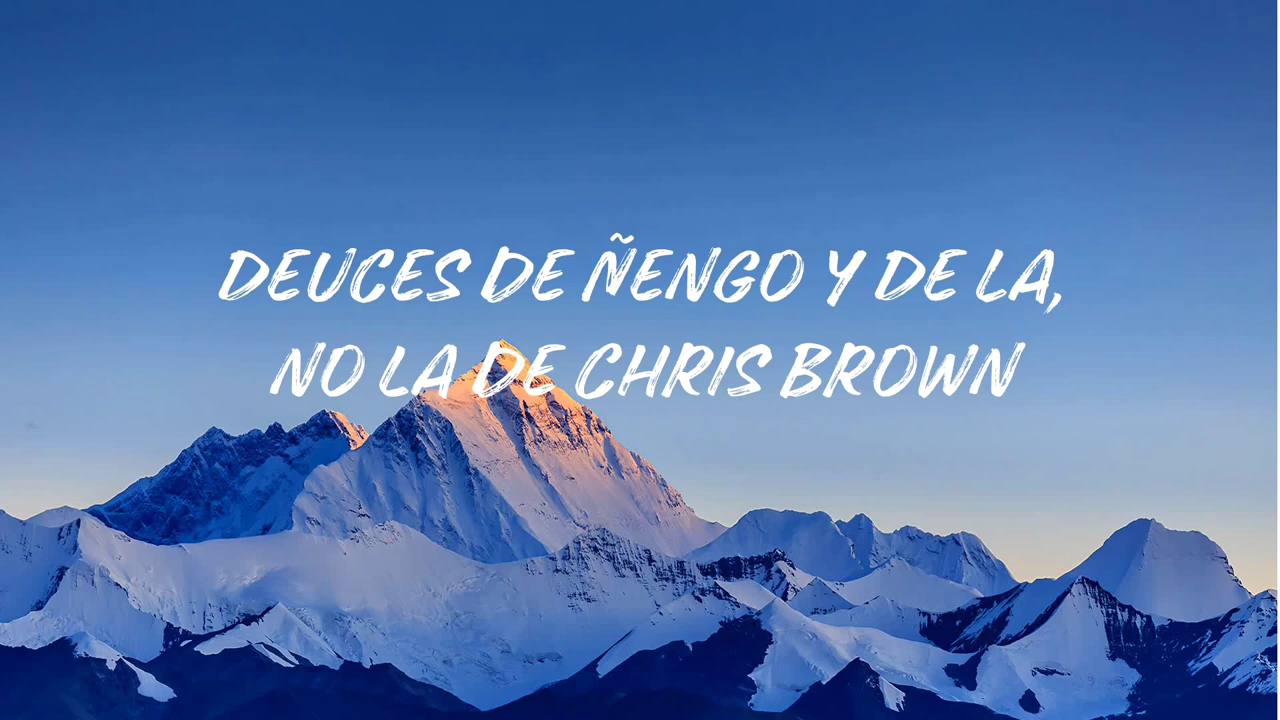 DEUCES DE ÑENGO Y DE LA,
NO LA DE CHRIS BROWN